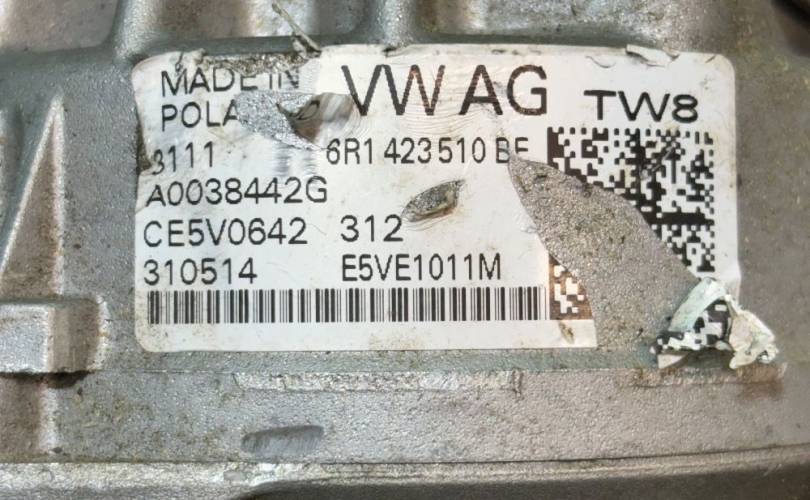 MADE IN VW AG TW8
POLA
3111 6R1 423 510 BE
A0038442G
CE5V0642 312
310514 E5VE1011M